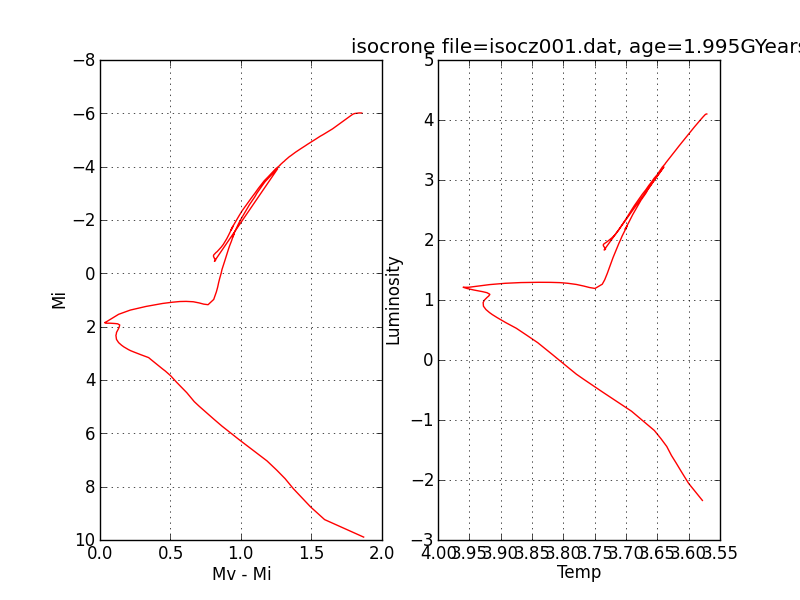 isocrone file=isocz001.dat, age=1.995GYears
−8
−6
−4
−2
0
2
4
6
8
10
Mi
0.0 0.5 1.0 1.5 2.0
Mv - Mi
5
4
3
2
1
0
−1
−2
−3
Luminosity
4.00 3.95 3.90 3.85 3.80 3.75 3.70 3.65 3.60 3.55
Temp